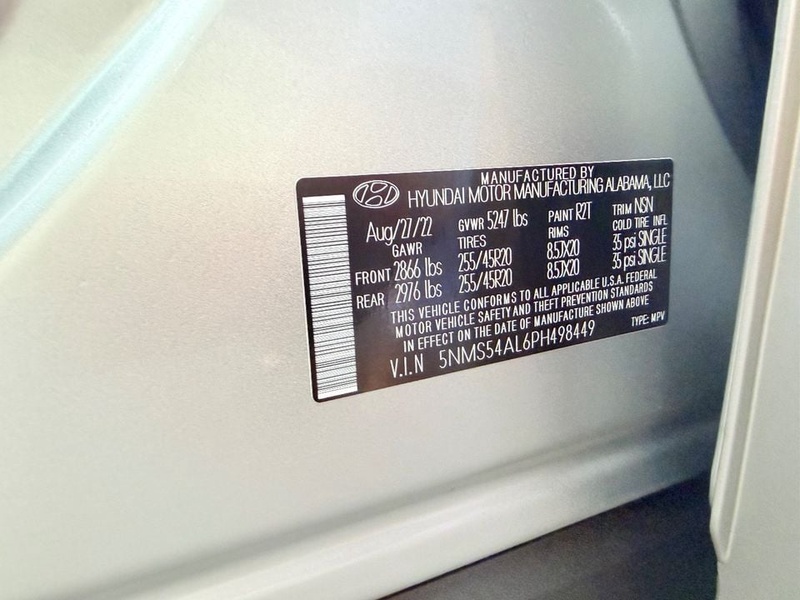 MANUFACTURED BY
HYUNDAI MOTOR MANUFACTURING ALABAMA, LLC
Aug/27/22 GVWR 5247 lbs PAINT R2T TRIM NSN
GAWR TIRES RIMS COLD TIRE INFL
FRONT 2866 lbs 255/45R20 8.57X20 35 psi SINGLE
REAR 2976 lbs 255/45R20 8.57X20 35 psi SINGLE
THIS VEHICLE CONFORMS TO ALL APPLICABLE U.S.A. FEDERAL
MOTOR VEHICLE SAFETY AND THEFT PREVENTION STANDARDS
IN EFFECT ON THE DATE OF MANUFACTURE SHOWN ABOVE
V.I.N 5NMS54AL6PH498449 TYPE: MPV